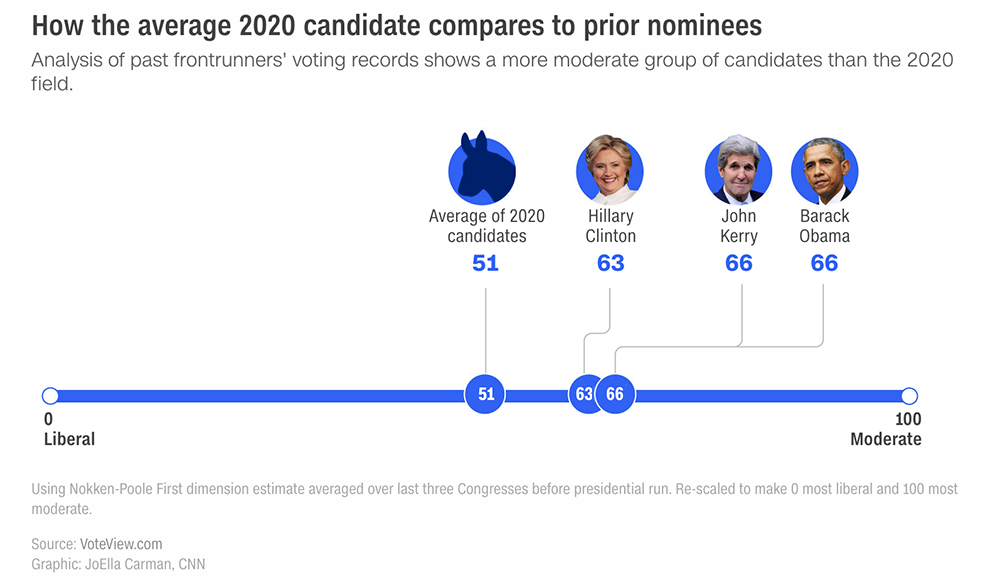 How the average 2020 candidate compares to prior nominees
Analysis of past frontrunners' voting records shows a more moderate group of candidates than the 2020
field.
Average of 2020
candidates
51
Hillary
Clinton
63
John
Kerry
66
Barack
Obama
66
51
63
66
0
Liberal
100
Moderate
Using Nokken-Poole First dimension estimate averaged over last three Congresses before presidential run. Re-scaled to make 0 most liberal and 100 most
moderate.
Source: VoteView.com
Graphic: JoElla Carman, CNN